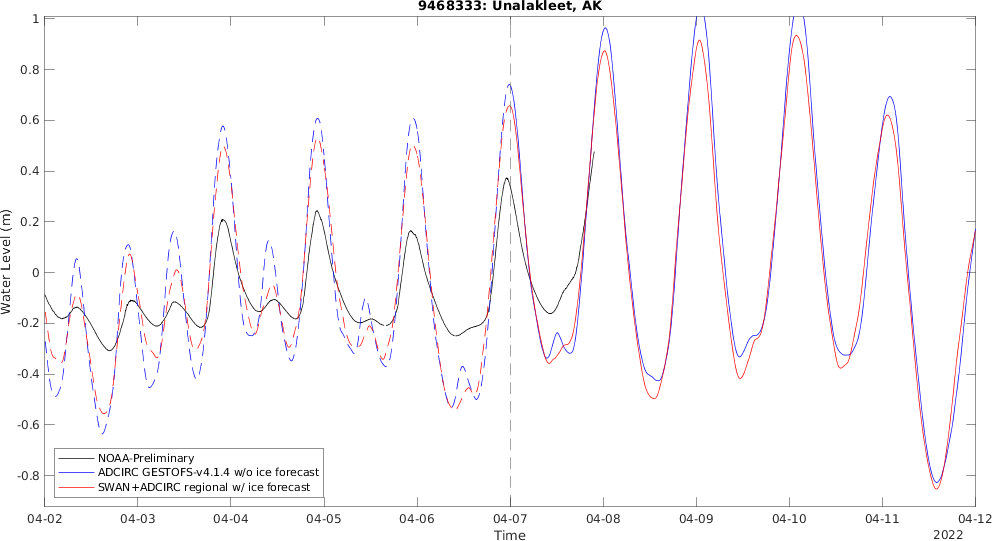 9468333: Unalakleet, AK
1
0.8
0.6
0.4
0.2
0
-0.2
-0.4
-0.6
-0.8
Water Level (m)
NOAA-Preliminary
ADCIRC GESTOFS-v4.1.4 w/o ice forecast
SWAN+ADCIRC regional w/ ice forecast
04-02 04-03 04-04 04-05 04-06 04-07 04-08 04-09 04-10 04-11 04-12
Time
2022